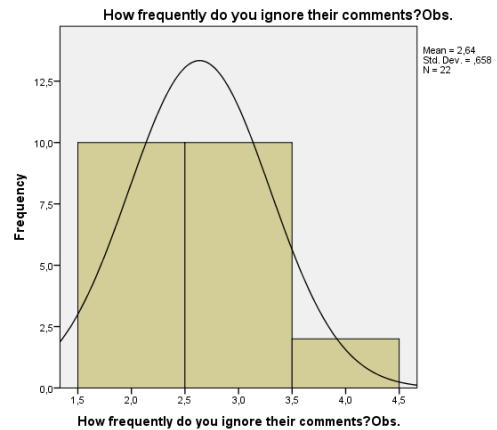 How frequently do you ignore their comments?Obs.
Mean = 2,64
Std. Dev. = ,658
N = 22
12,5
10,0
7,5
5,0
2,5
0,0
Frequency
1,5 2,0 2,5 3,0 3,5 4,0 4,5
How frequently do you ignore their comments?Obs.